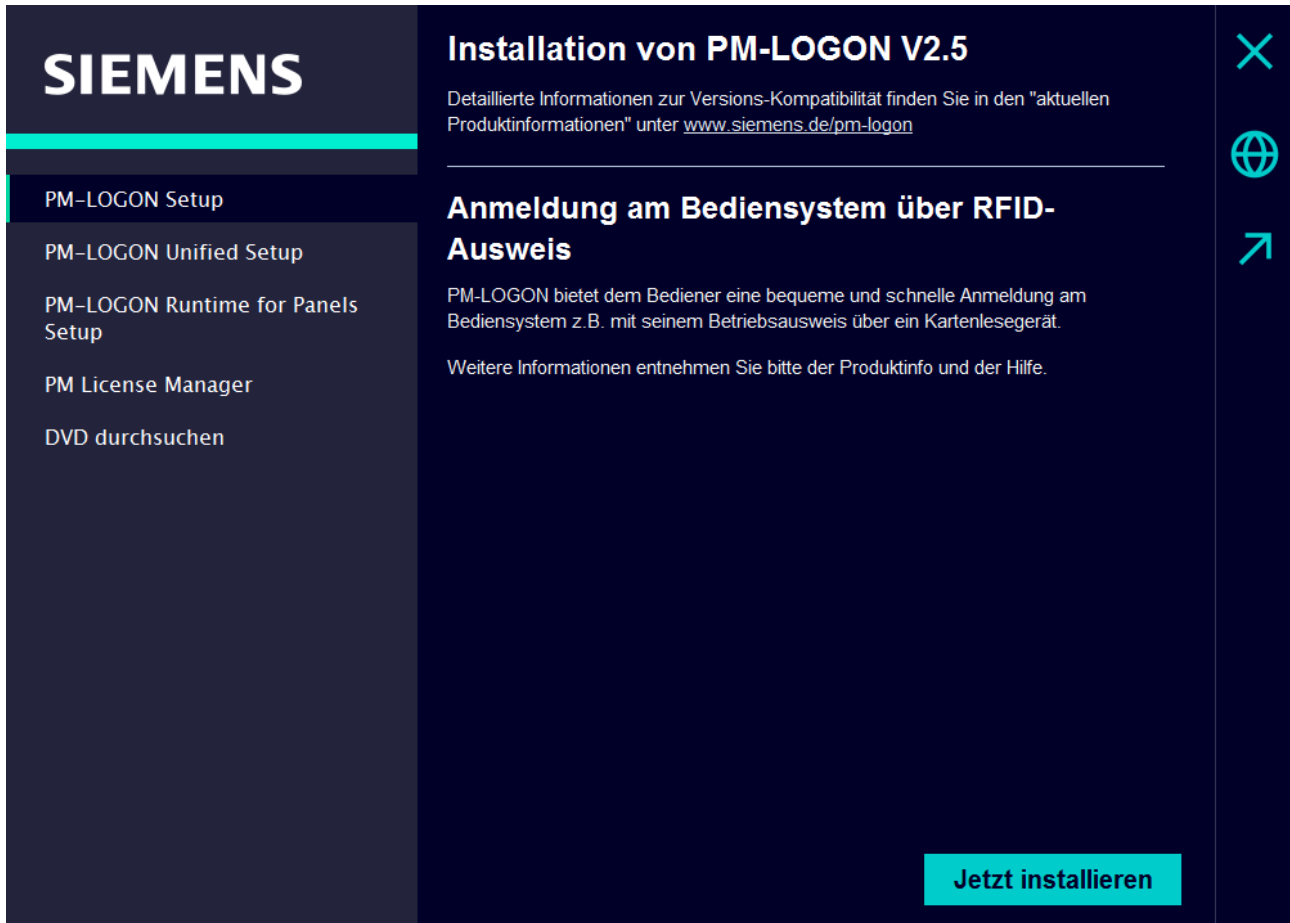 SIEMENS
PM-LOGON Setup
PM-LOGON Unified Setup
PM-LOGON Runtime for Panels
Setup
PM License Manager
DVD durchsuchen
Installation von PM-LOGON V2.5
Detaillierte Informationen zur Versions-Kompatibilität finden Sie in den "aktuellen
Produktinformationen" unter www.siemens.de/pm-logon
Anmeldung am Bediensystem über RFID-
Ausweis
PM-LOGON bietet dem Bediener eine bequeme und schnelle Anmeldung am
Bediensystem z.B. mit seinem Betriebsausweis über ein Kartenlesegerät.
Weitere Informationen entnehmen Sie bitte der Produktinfo und der Hilfe.
Jetzt installieren